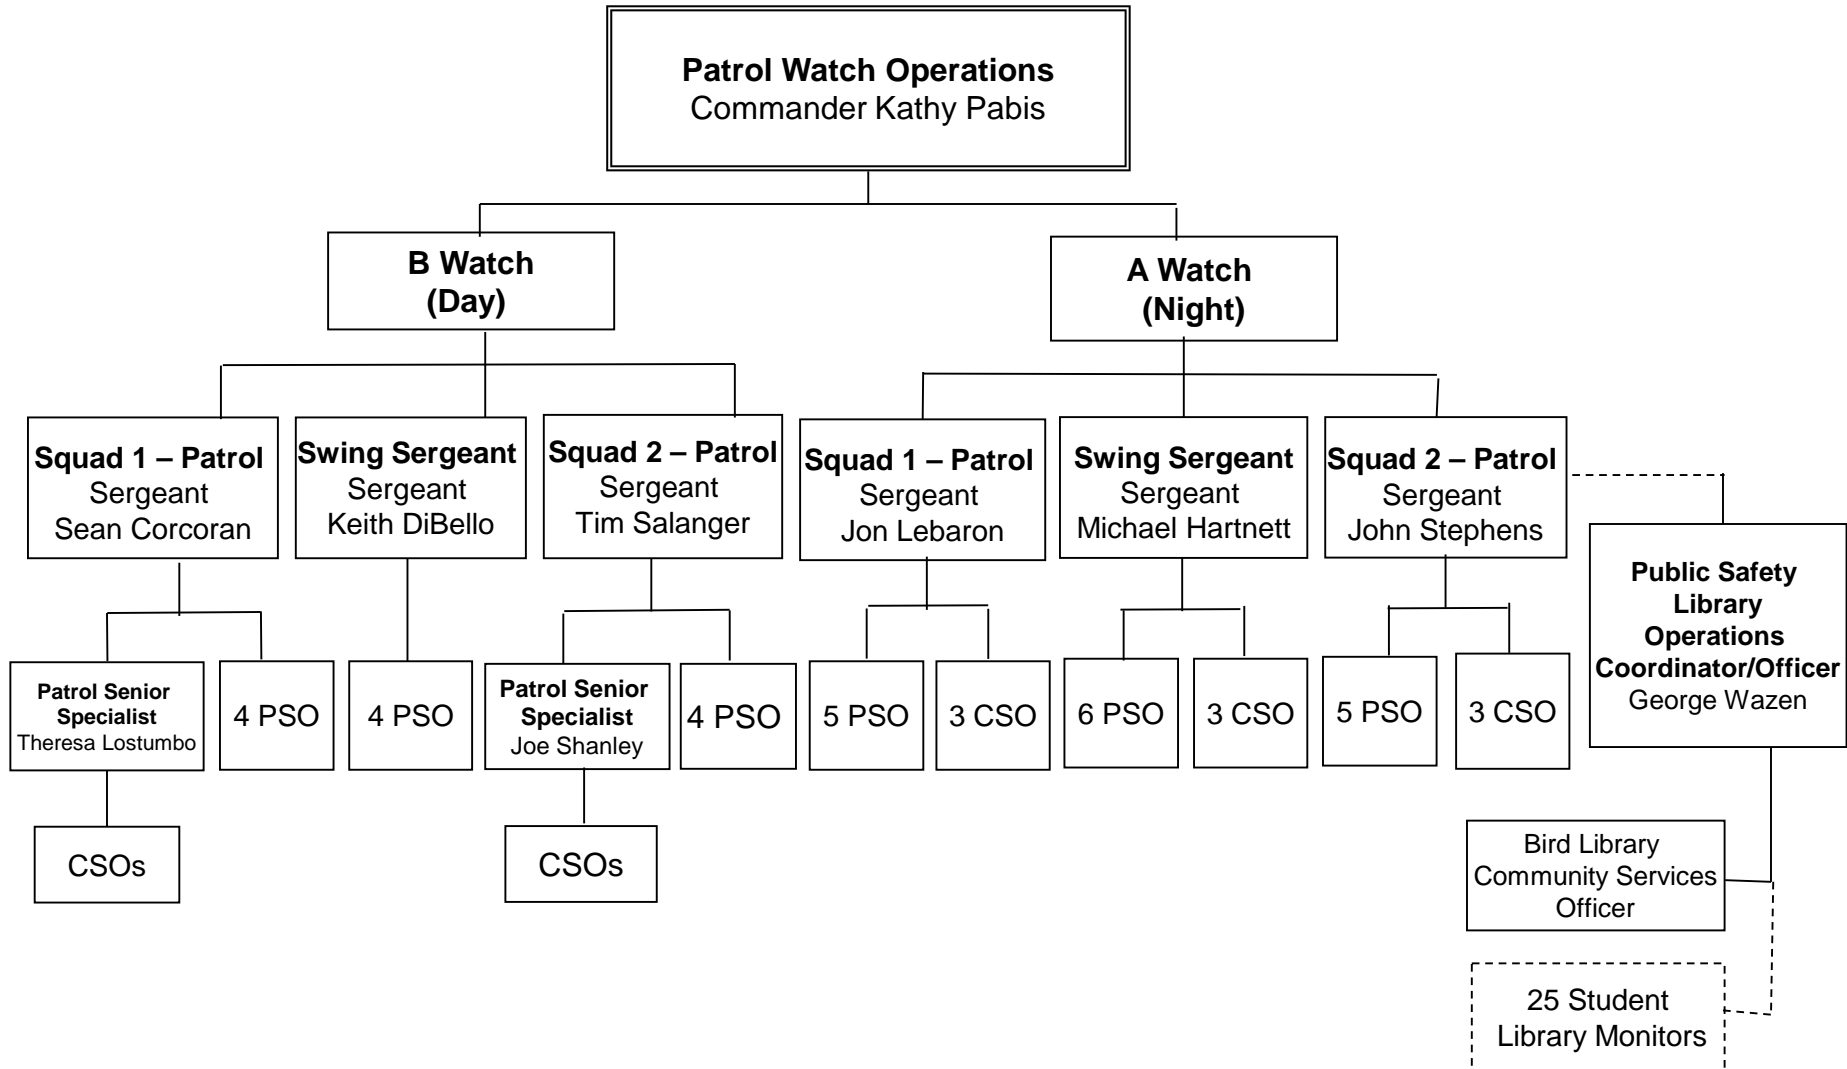 Patrol Watch Operations
Commander Kathy Pabis
B Watch
(Day)
A Watch
(Night)
Squad 1 – Patrol
Sergeant
Sean Corcoran
Swing Sergeant
Sergeant
Keith DiBello
Squad 2 – Patrol
Sergeant
Tim Salanger
Squad 1 – Patrol
Sergeant
Jon Lebaron
Swing Sergeant
Sergeant
Michael Hartnett
Squad 2 – Patrol
Sergeant
John Stephens
Public Safety
Library
Operations
Coordinator/Officer
George Wazen
Patrol Senior
Specialist
Theresa Lostumbo
4 PSO
4 PSO
Patrol Senior
Specialist
Joe Shanley
4 PSO
5 PSO
3 CSO
6 PSO
3 CSO
5 PSO
3 CSO
CSOs
CSOs
Bird Library
Community Services
Officer
25 Student
Library Monitors